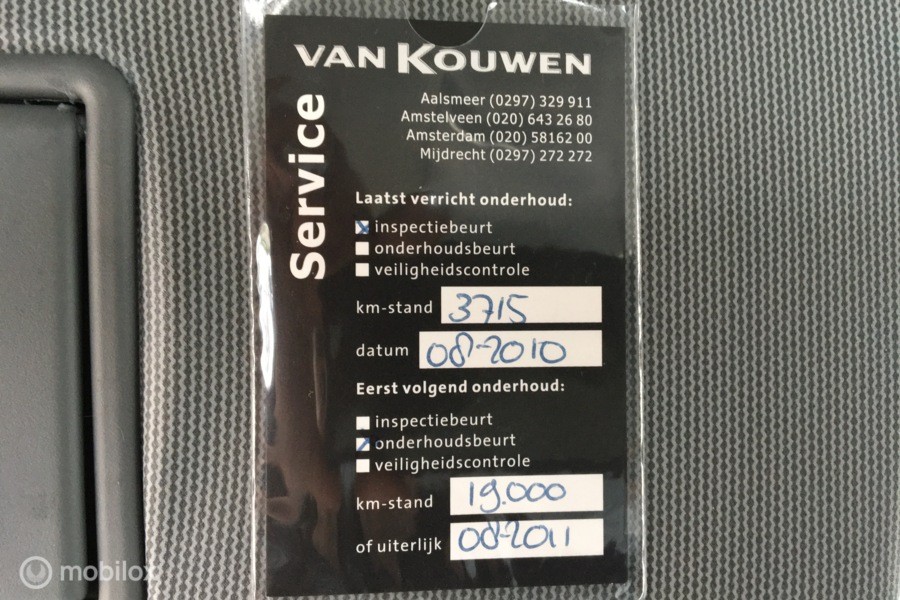 VAN KOUWEN
Service
Aalsmeer (0297) 329 911
Amstelveen (020) 643 26 80
Amsterdam (020) 58162 00
Mijdrecht (0297) 272 272
Laatst verricht onderhoud:
inspectiebeurt
onderhoudsbeurt
veiligheidscontrole
km-stand 3715
datum 08-2010
Eerst volgend onderhoud:
inspectiebeurt
onderhoudsbeurt
veiligheidscontrole
km-stand 19.000
of uiterlijk 08-2011
mobilox